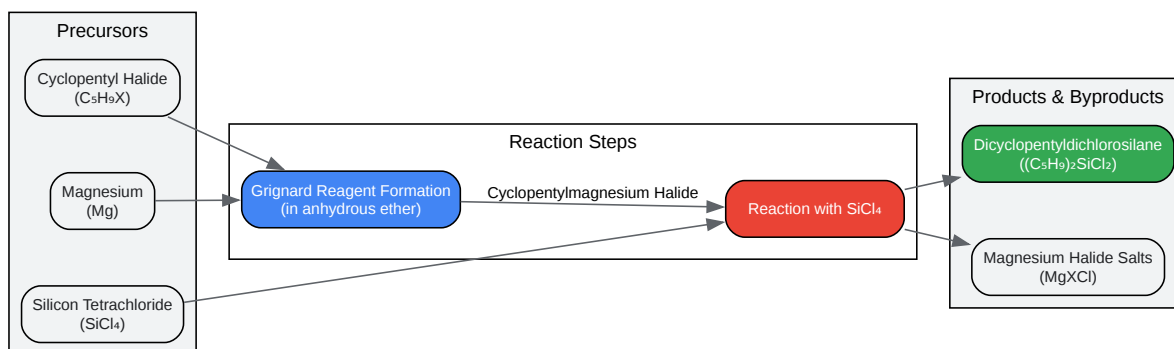 Precursors
Cyclopentyl Halide
(C₅H₉X)
Magnesium
(Mg)
Silicon Tetrachloride
(SiCl₄)
Reaction Steps
Grignard Reagent Formation
(in anhydrous ether)
Cyclopentylmagnesium Halide
Reaction with SiCl₄
Products & Byproducts
Dicyclopentyldichlorosilane
((C₅H₉)₂SiCl₂)
Magnesium Halide Salts
(MgXCl)